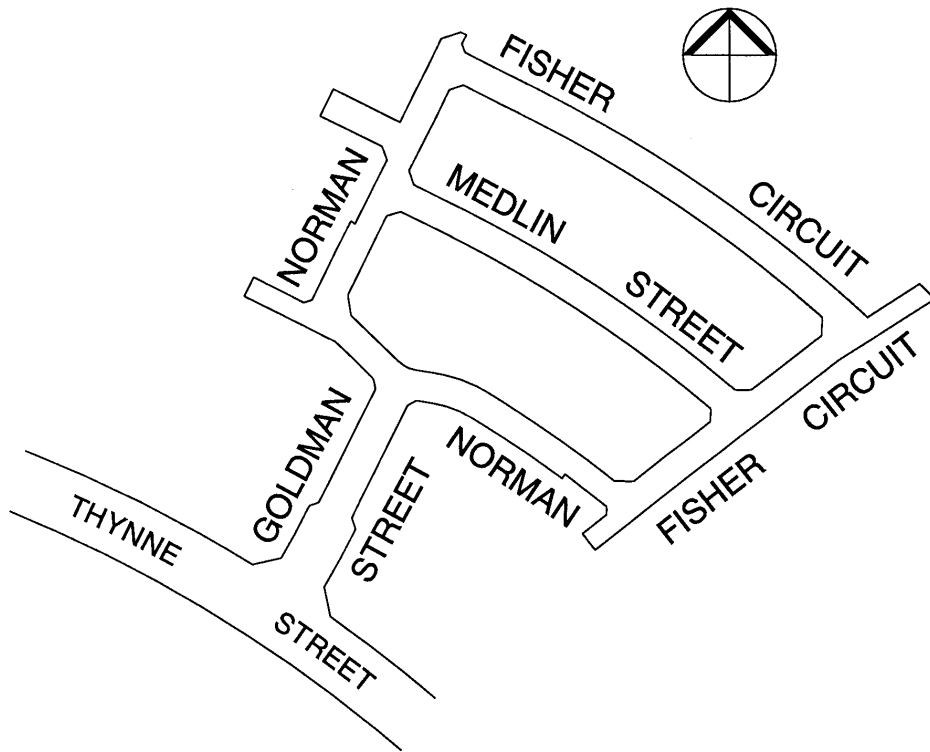 FISHER
CIRCUIT
NORMAN
MEDLIN
STREET
FISHER
CIRCUIT
GOLDMAN
STREET
NORMAN
THYNNE
STREET